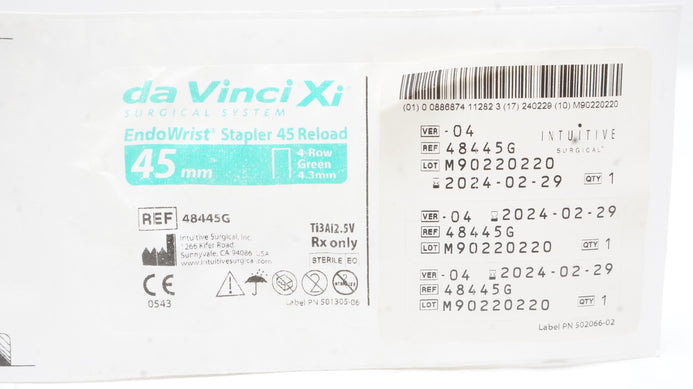 da Vinci Xi®
SURGICAL SYSTEM
EndoWrist® Stapler 45 Reload
45 mm
4-Row
Green
4.3mm
REF 48445G
Intuitive Surgical, Inc.
1266 Kifer Road
Sunnyvale, CA 94086 USA
www.intuitivesurgical.com
Ti3Al2.5V
Rx only
STERILE EO
0543
2
Label PN 501305-06
(01) 0 0886874 11282 3 (17) 240229 (10) M90220220
VER - 04
REF 48445G
LOT M90220220
2024-02-29
INTUITIVE
SURGICAL®
QTY 1
VER - 04 2024-02-29
REF 48445G
LOT M90220220
QTY 1
VER - 04 2024-02-29
REF 48445G
LOT M90220220
QTY 1
Label PN 502066-02